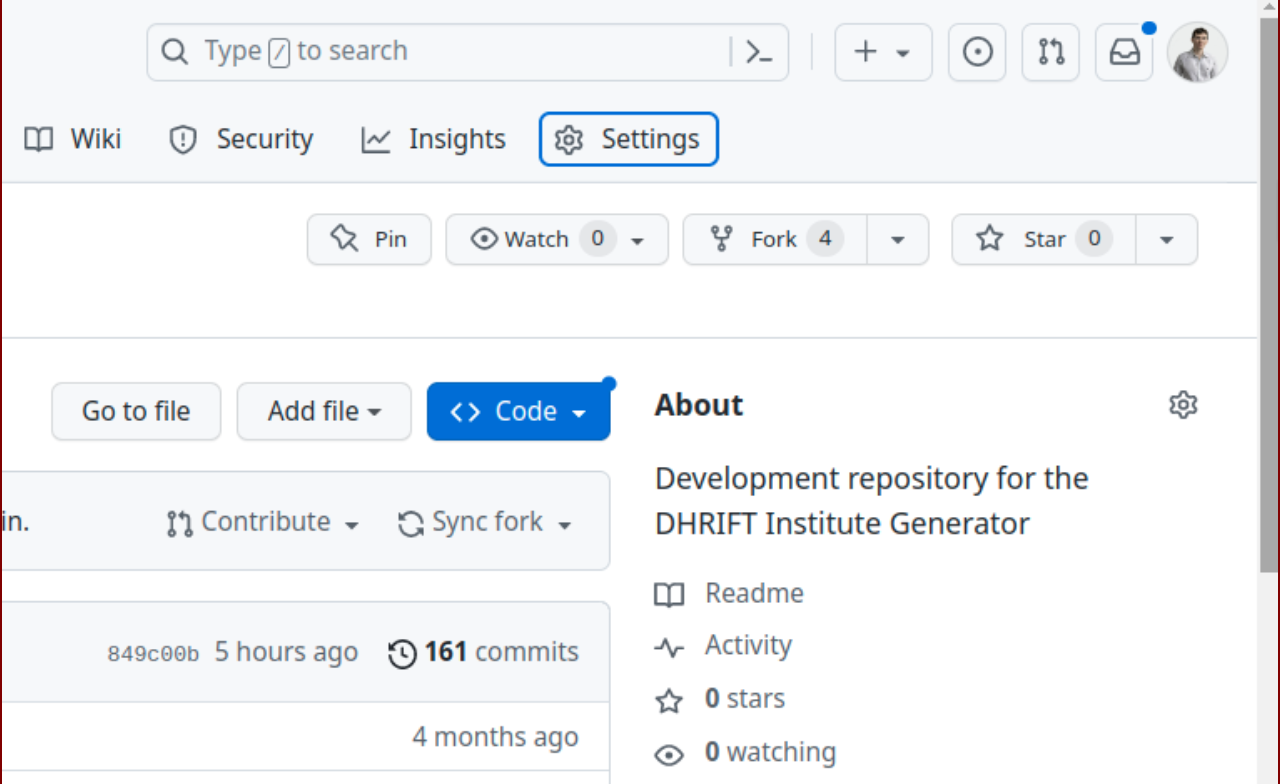 Type / to search
Wiki Security Insights Settings
Pin Watch 0 Fork 4 Star 0
Go to file Add file Code
About
Development repository for the
DHRIFT Institute Generator
in. Contribute Sync fork
Readme
Activity
849c00b 5 hours ago 161 commits
0 stars
4 months ago
0 watching